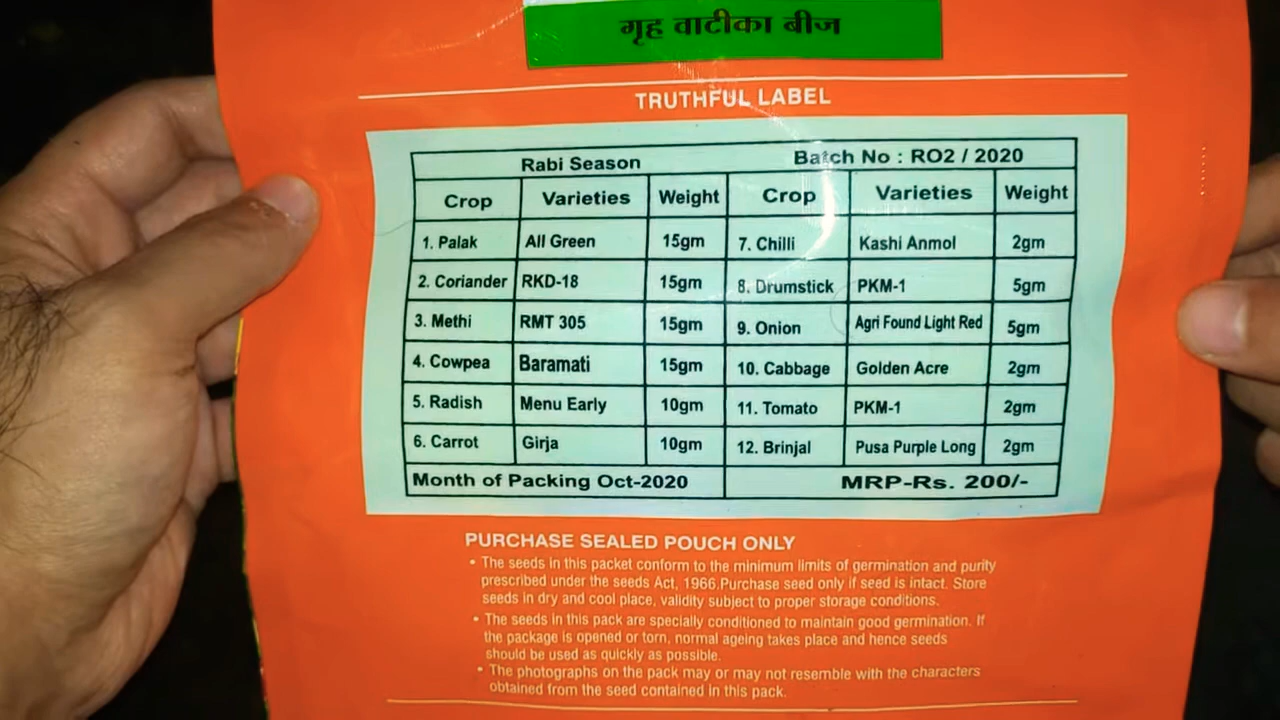 गृह वाटीका बीज
TRUTHFUL LABEL
Rabi Season Batch No : RO2 / 2020
Crop Varieties Weight Crop Varieties Weight
1. Palak All Green 15gm 7. Chilli Kashi Anmol 2gm
2. Coriander RKD-18 15gm 8. Drumstick PKM-1 5gm
3. Methi RMT 305 15gm 9. Onion Agri Found Light Red 5gm
4. Cowpea Baramati 15gm 10. Cabbage Golden Acre 2gm
5. Radish Menu Early 10gm 11. Tomato PKM-1 2gm
6. Carrot Girja 10gm 12. Brinjal Pusa Purple Long 2gm
Month of Packing Oct-2020 MRP-Rs. 200/-
PURCHASE SEALED POUCH ONLY
• The seeds in this packet conform to the minimum limits of germination and purity
prescribed under the seeds Act, 1966.Purchase seed only if seed is intact. Store
seeds in dry and cool place, validity subject to proper storage conditions.
• The seeds in this pack are specially conditioned to maintain good germination. If
the package is opened or torn, normal ageing takes place and hence seeds
should be used as quickly as possible.
• The photographs on the pack may or may not resemble with the characters
obtained from the seed contained in this pack.